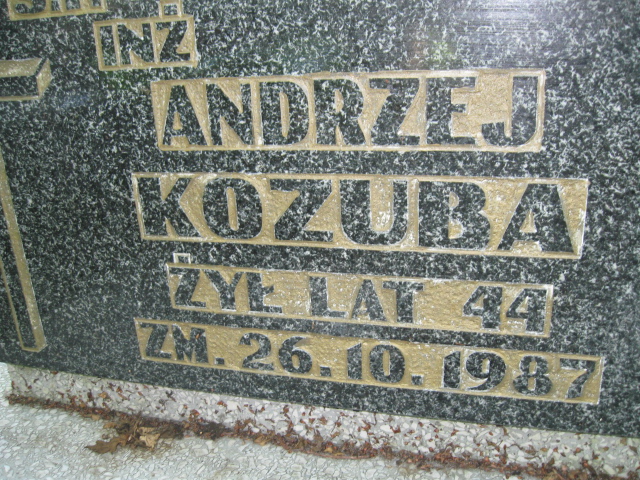 INŻ
ANDRZEJ
KOZUBA
ŻYŁ LAT 44
ZM. 26.10.1987